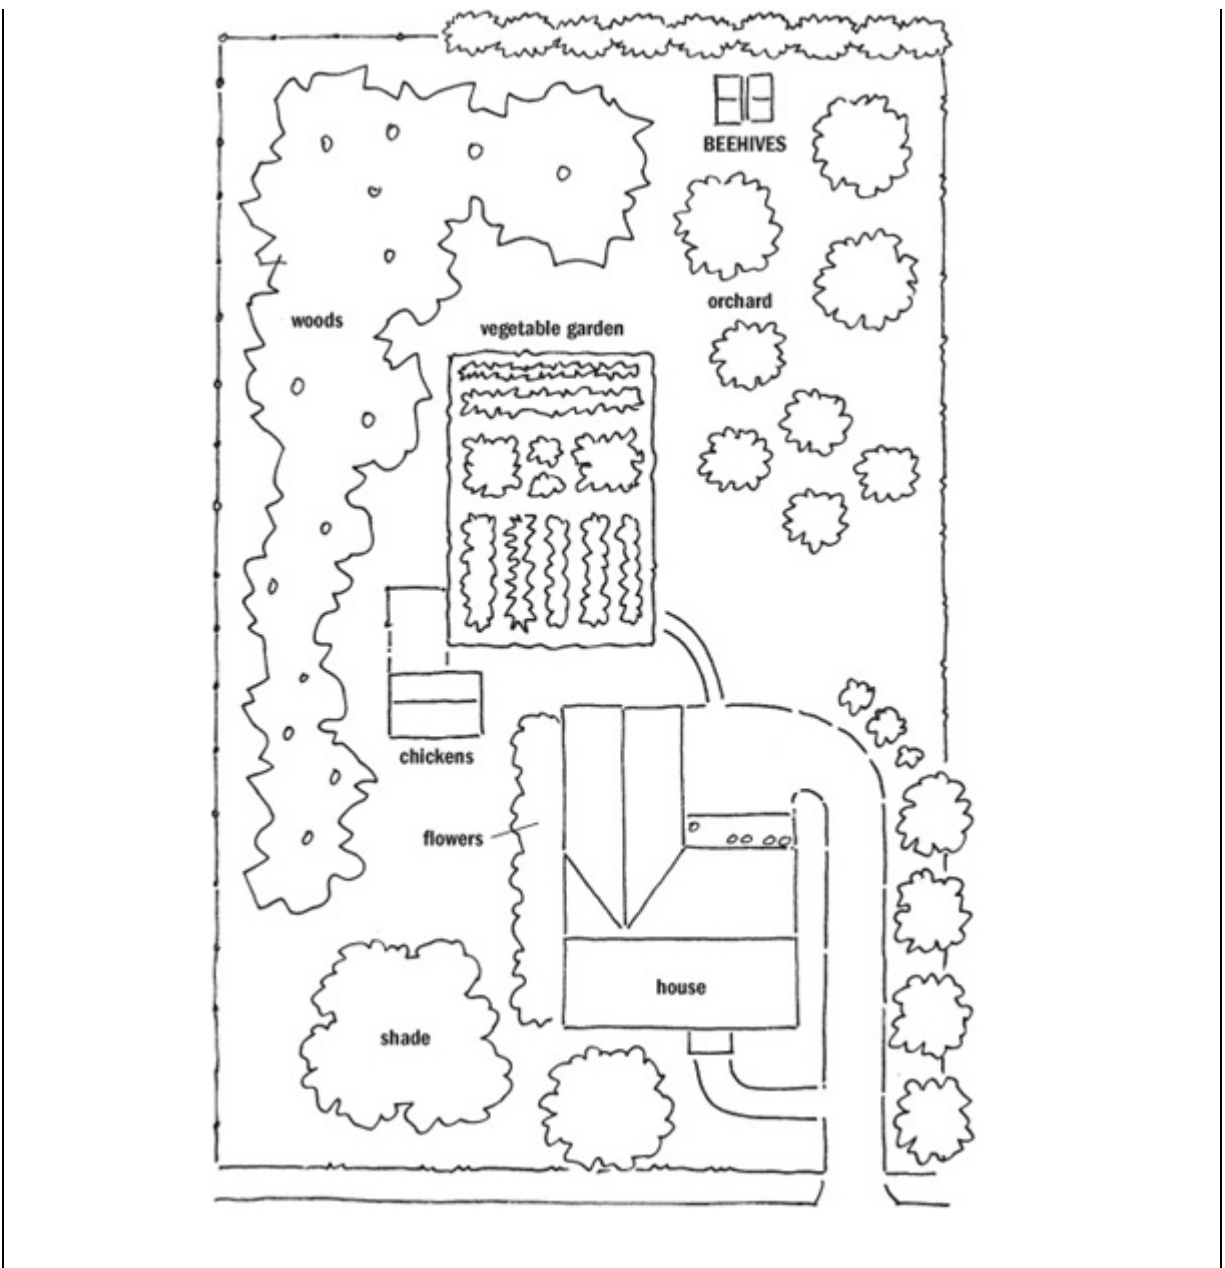 BEEHIVES
orchard
woods
vegetable garden
chickens
flowers
house
shade